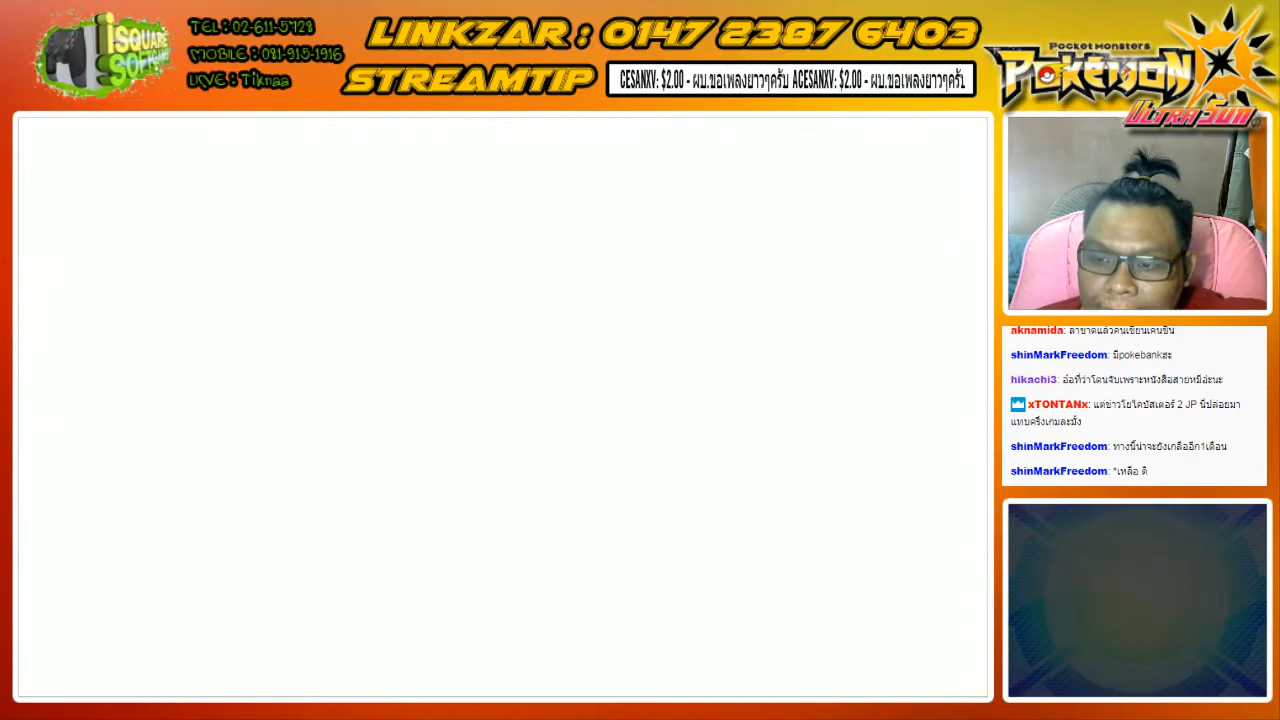 iSQUARE
SOFTGAME
TEL : 02-611-5728
MOBILE : 081-915-1916
LINE : Tiknaa
LINKZAR : 0147 2387 6403
STREAMTIP
CESANXV: $2.00 - ผบ.ขอเพลงยาวๆครับ ACESANXV: $2.00 - ผบ.ขอเพลงยาวๆครับ
POCKET MONSTERS
POKÉMON
ULTRA SUN
aknamida: ลาขาดแล้วคนเขียนเคนชิน
shinMarkFreedom: มีpokebankฮะ
hikachi3: อ๋อที่ว่าโดนจับเพราะหนังสือสายหมีอ่ะนะ
xTONTANx: แต่ข่าวโยไคบัสเตอร์ 2 JP นี่ปล่อยมา
แทบครึ่งเกมละมั้ง
shinMarkFreedom: ทางนี้น่าจะยังเกลืออีก1เดือน
shinMarkFreedom: *เหลือ ดิ